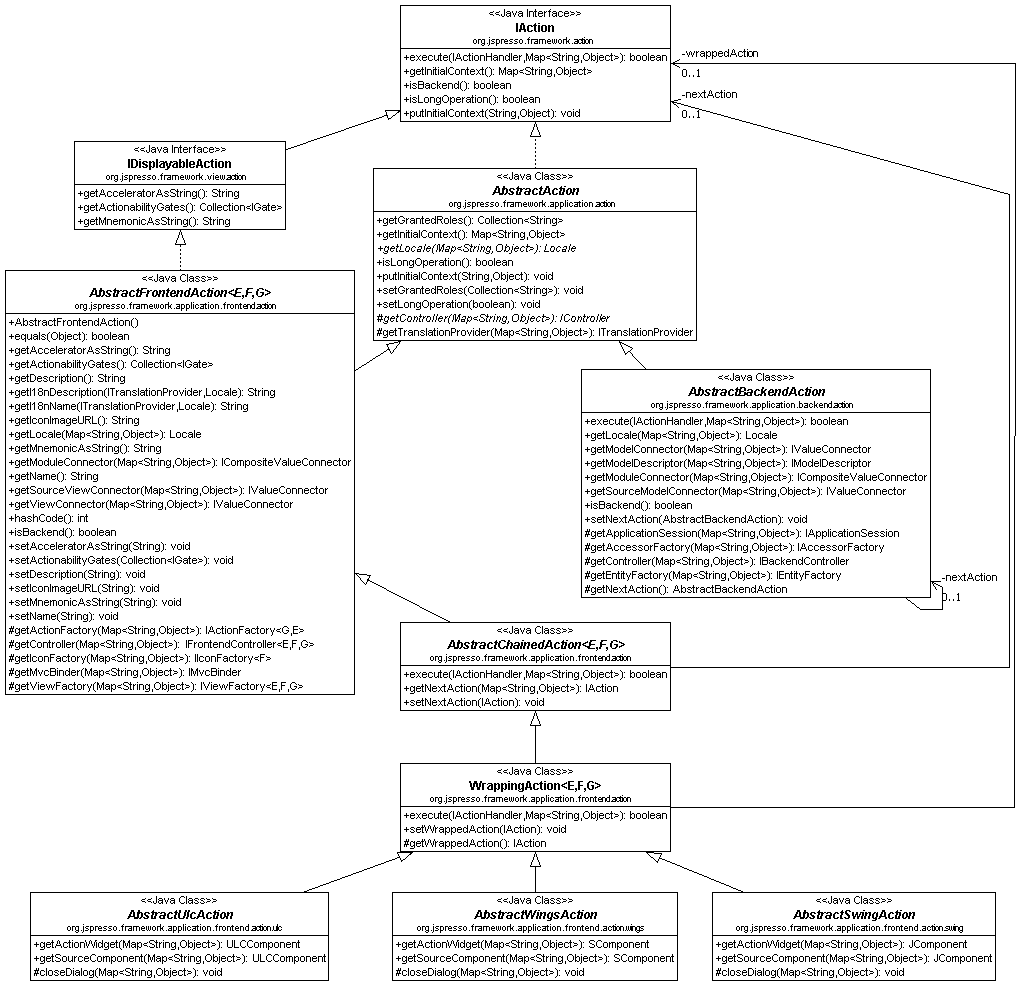 <<Java Interface>>
IAction
org.jspresso.framework.action
+execute(IActionHandler,Map<String,Object>): boolean
+getInitialContext(): Map<String,Object>
+isBackend(): boolean
+isLongOperation(): boolean
+putInitialContext(String,Object): void
-wrappedAction
0..1
-nextAction
0..1
<<Java Interface>>
IDisplayableAction
org.jspresso.framework.view.action
+getAcceleratorAsString(): String
+getActionabilityGates(): Collection<IGate>
+getMnemonicAsString(): String
<<Java Class>>
AbstractAction
org.jspresso.framework.application.action
+getGrantedRoles(): Collection<String>
+getInitialContext(): Map<String,Object>
+getLocale(Map<String,Object>): Locale
+isLongOperation(): boolean
+putInitialContext(String,Object): void
+setGrantedRoles(Collection<String>): void
+setLongOperation(boolean): void
#getController(Map<String,Object>): IController
#getTranslationProvider(Map<String,Object>): ITranslationProvider
<<Java Class>>
AbstractFrontendAction<E,F,G>
org.jspresso.framework.application.frontend.action
+AbstractFrontendAction()
+equals(Object): boolean
+getAcceleratorAsString(): String
+getActionabilityGates(): Collection<IGate>
+getDescription(): String
+getI18nDescription(ITranslationProvider,Locale): String
+getI18nName(ITranslationProvider,Locale): String
+getIconImageURL(): String
+getLocale(Map<String,Object>): Locale
+getMnemonicAsString(): String
+getModuleConnector(Map<String,Object>): ICompositeValueConnector
+getName(): String
+getSourceViewConnector(Map<String,Object>): IValueConnector
+getViewConnector(Map<String,Object>): IValueConnector
+hashCode(): int
+isBackend(): boolean
+setAcceleratorAsString(String): void
+setActionabilityGates(Collection<IGate>): void
+setDescription(String): void
+setIconImageURL(String): void
+setMnemonicAsString(String): void
+setName(String): void
#getActionFactory(Map<String,Object>): IActionFactory<G,E>
#getController(Map<String,Object>): IFrontendController<E,F,G>
#getIconFactory(Map<String,Object>): IIconFactory<F>
#getMvcBinder(Map<String,Object>): IMvcBinder
#getViewFactory(Map<String,Object>): IViewFactory<E,F,G>
<<Java Class>>
AbstractBackendAction
org.jspresso.framework.application.backend.action
+execute(IActionHandler,Map<String,Object>): boolean
+getLocale(Map<String,Object>): Locale
+getModelConnector(Map<String,Object>): IValueConnector
+getModelDescriptor(Map<String,Object>): IModelDescriptor
+getModuleConnector(Map<String,Object>): ICompositeValueConnector
+getSourceModelConnector(Map<String,Object>): IValueConnector
+isBackend(): boolean
+setNextAction(AbstractBackendAction): void
#getApplicationSession(Map<String,Object>): IApplicationSession
#getAccessorFactory(Map<String,Object>): IAccessorFactory
#getController(Map<String,Object>): IBackendController
#getEntityFactory(Map<String,Object>): IEntityFactory
#getNextAction(): AbstractBackendAction
-nextAction
0..1
<<Java Class>>
AbstractChainedAction<E,F,G>
org.jspresso.framework.application.frontend.action
+execute(IActionHandler,Map<String,Object>): boolean
+getNextAction(Map<String,Object>): IAction
+setNextAction(IAction): void
<<Java Class>>
WrappingAction<E,F,G>
org.jspresso.framework.application.frontend.action
+execute(IActionHandler,Map<String,Object>): boolean
+setWrappedAction(IAction): void
#getWrappedAction(): IAction
<<Java Class>>
AbstractUlcAction
org.jspresso.framework.application.frontend.action.ulc
+getActionWidget(Map<String,Object>): ULCComponent
+getSourceComponent(Map<String,Object>): ULCComponent
#closeDialog(Map<String,Object>): void
<<Java Class>>
AbstractWingsAction
org.jspresso.framework.application.frontend.action.wings
+getActionWidget(Map<String,Object>): SComponent
+getSourceComponent(Map<String,Object>): SComponent
#closeDialog(Map<String,Object>): void
<<Java Class>>
AbstractSwingAction
org.jspresso.framework.application.frontend.action.swing
+getActionWidget(Map<String,Object>): JComponent
+getSourceComponent(Map<String,Object>): JComponent
#closeDialog(Map<String,Object>): void